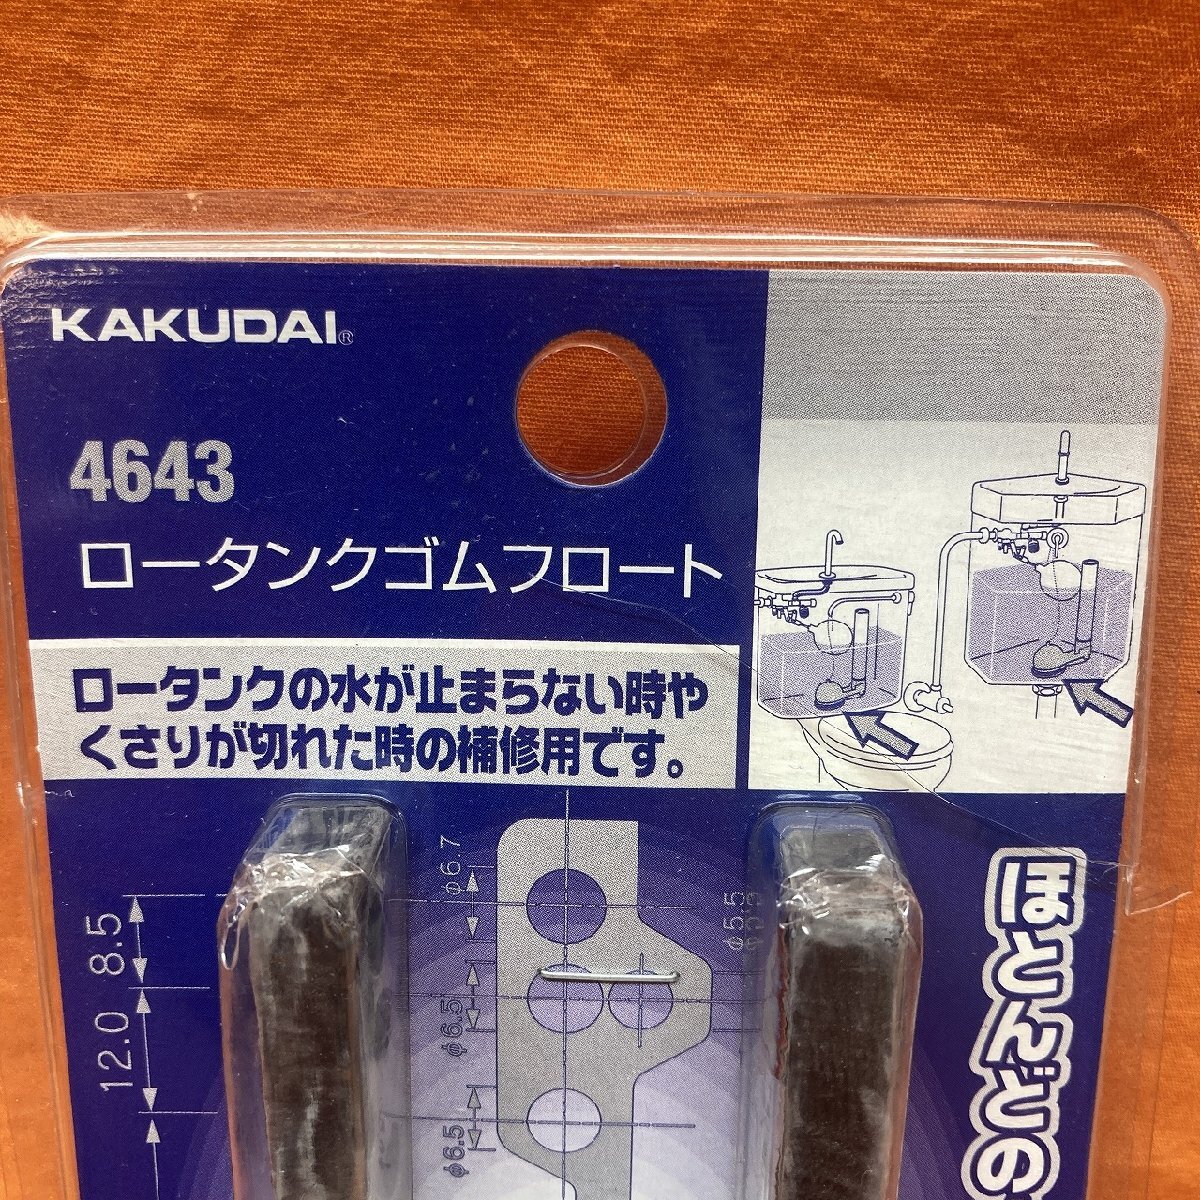 KAKUDAI®
4643
ロータンクゴムフロート
ロータンクの水が止まらない時や
くさりが切れた時の補修用です。
φ6.7
φ5.5
8.5
12.0
φ6.5
φ6.5
ほとんどの